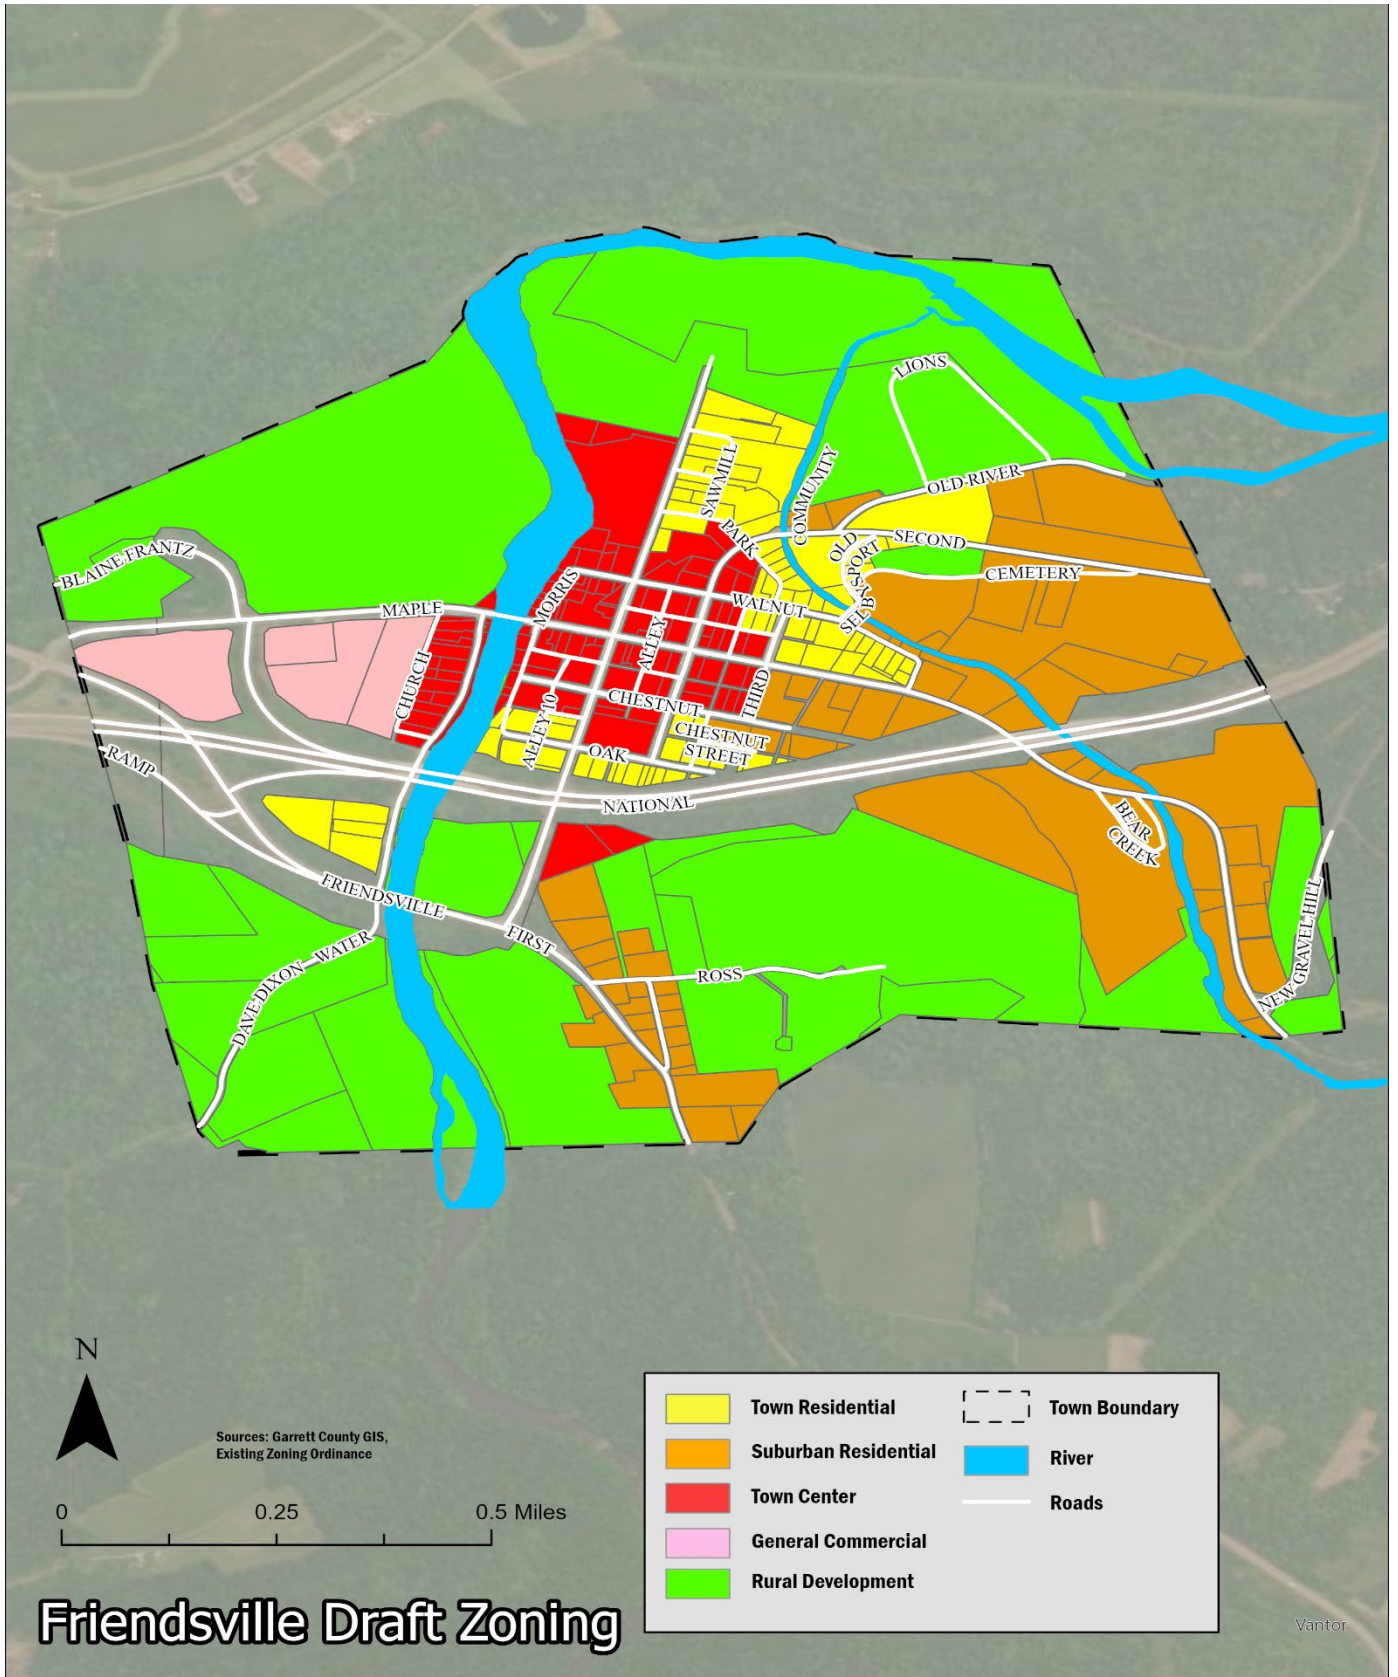 LIONS
OLD RIVER
SAWMILL
COMMUNITY
PARK
OLD
SELBYSPORT
SECOND
CEMETERY
BLAINE FRANTZ
MAPLE
MORRIS
WALNUT
ALLEY
CHURCH
THIRD
CHESTNUT
ALLEY 10
CHESTNUT
STREET
OAK
RAMP
NATIONAL
BEAR
CREEK
FRIENDSVILLE
FIRST
WATER
DAVE DIXON
ROSS
NEW GRAVEL HILL
N
Sources: Garrett County GIS,
Existing Zoning Ordinance
0 0.25 0.5 Miles
Friendsville Draft Zoning
Town Residential
Suburban Residential
Town Center
General Commercial
Rural Development
Town Boundary
River
Roads
Vantor